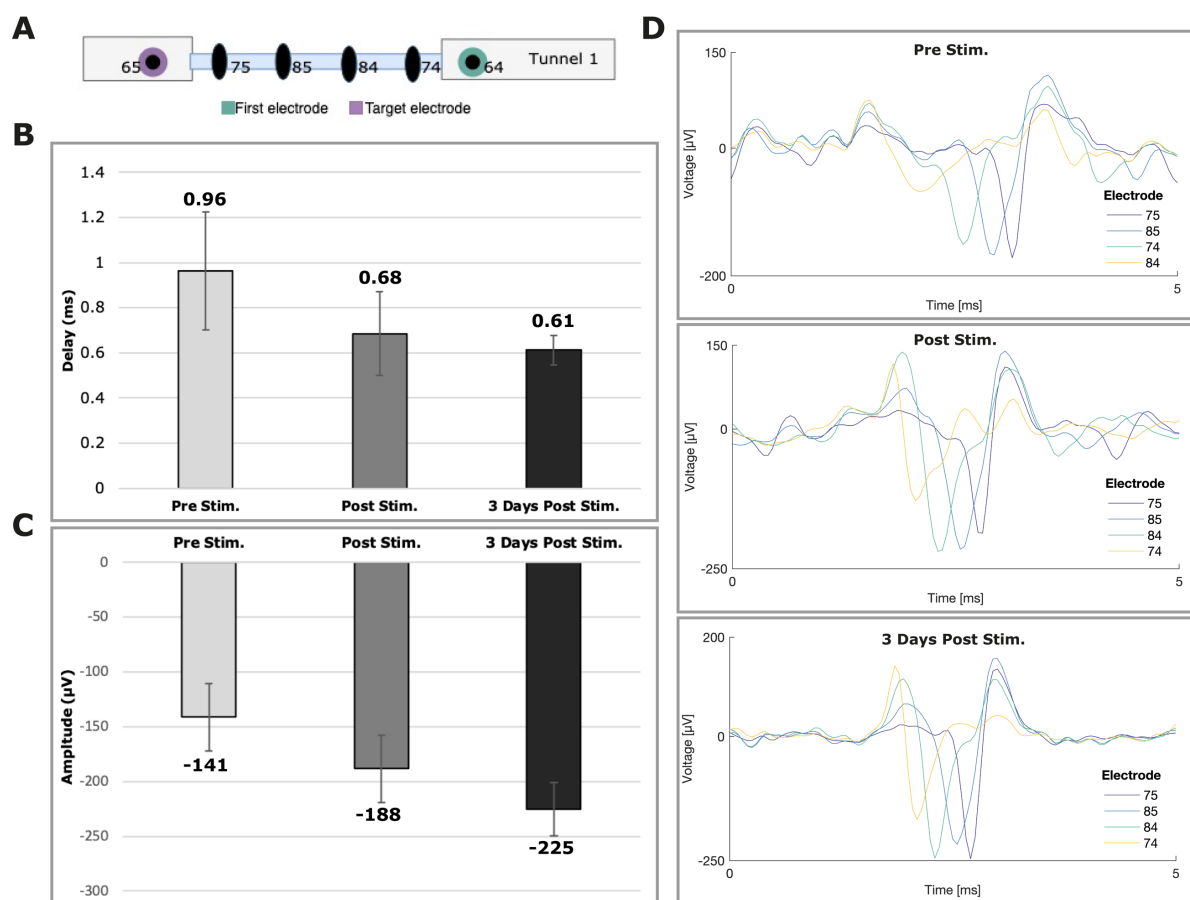 A
65 75 85 84 74 64 Tunnel 1
First electrode Target electrode
B
Delay (ms)
1.4
1.2
1
0.8
0.6
0.4
0.2
0
0.96
0.68
0.61
Pre Stim. Post Stim. 3 Days Post Stim.
C
Pre Stim. Post Stim. 3 Days Post Stim.
Ampltude (µV)
0
-50
-100
-150
-200
-250
-300
-141
-188
-225
D
Pre Stim.
Voltage [µV]
150
0
-200
0 5
Time [ms]
Electrode
75
85
74
84
Post Stim.
Voltage [µV]
150
0
-250
0 5
Time [ms]
Electrode
75
85
84
74
3 Days Post Stim.
Voltage [µV]
200
0
-250
0 5
Time [ms]
Electrode
75
85
84
74